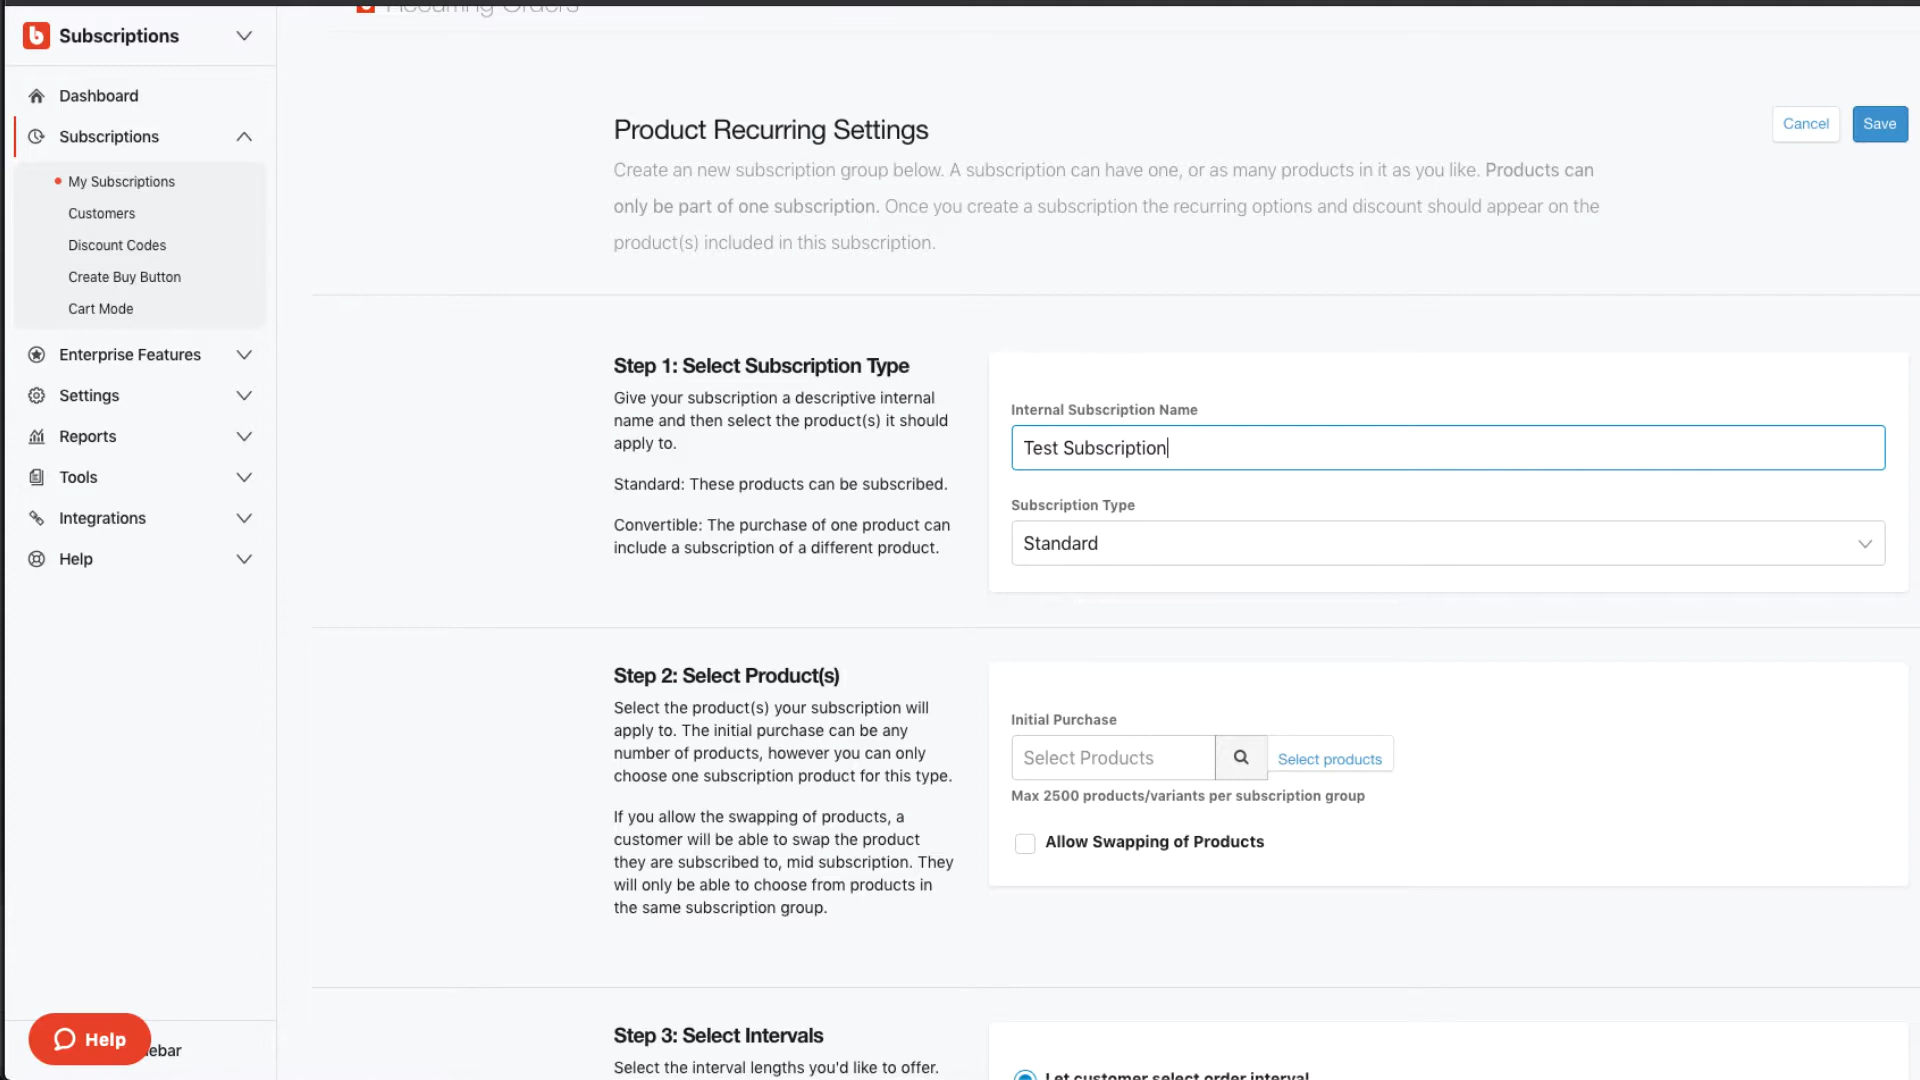 Recurring Orders
Subscriptions
Dashboard
Subscriptions
My Subscriptions
Customers
Discount Codes
Create Buy Button
Cart Mode
Enterprise Features
Settings
Reports
Tools
Integrations
Help
Help
ebar
Product Recurring Settings
Cancel
Save
Create an new subscription group below. A subscription can have one, or as many products in it as you like. Products can
only be part of one subscription. Once you create a subscription the recurring options and discount should appear on the
product(s) included in this subscription.
Step 1: Select Subscription Type
Give your subscription a descriptive internal
name and then select the product(s) it should
apply to.
Standard: These products can be subscribed.
Convertible: The purchase of one product can
include a subscription of a different product.
Internal Subscription Name
Test Subscription
Subscription Type
Standard
Step 2: Select Product(s)
Select the product(s) your subscription will
apply to. The initial purchase can be any
number of products, however you can only
choose one subscription product for this type.
If you allow the swapping of products, a
customer will be able to swap the product
they are subscribed to, mid subscription. They
will only be able to choose from products in
the same subscription group.
Initial Purchase
Select Products
Select products
Max 2500 products/variants per subscription group
Allow Swapping of Products
Step 3: Select Intervals
Select the interval lengths you'd like to offer.
Let customer select order interval